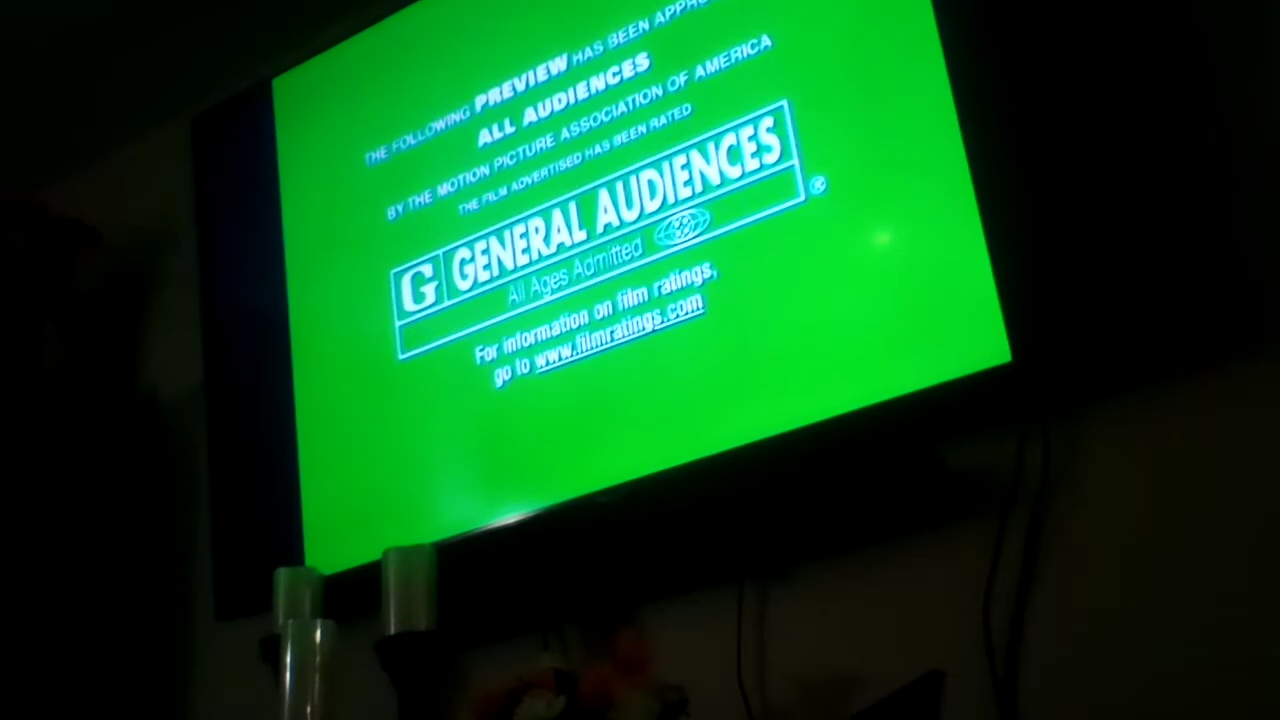 THE FOLLOWING PREVIEW HAS BEEN
ALL AUDIENCES
BY THE MOTION PICTURE ASSOCIATION OF AMERICA
THE FILM ADVERTISED HAS BEEN RATED
G GENERAL AUDIENCES
®
All Ages Admitted
For information on film ratings,
go to www.filmratings.com